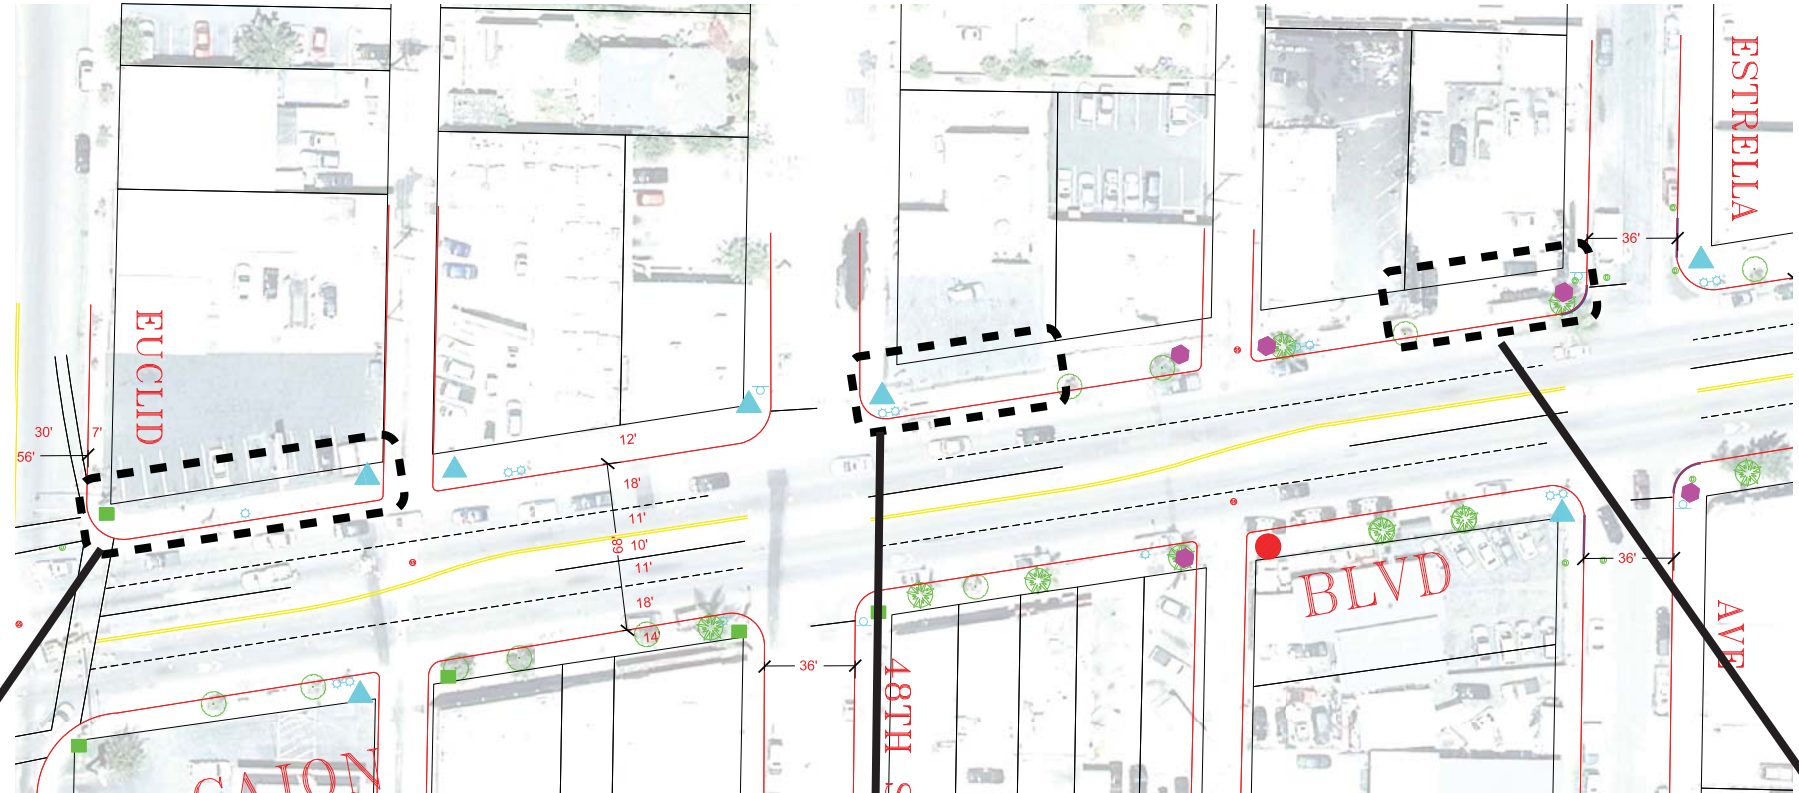 ESTRELLA
36'
EUCLID
30'
7'
56'
12'
18'
11'
68'
10'
11'
18'
14'
36'
36'
BLVD
AVE
48TH S
CAJON